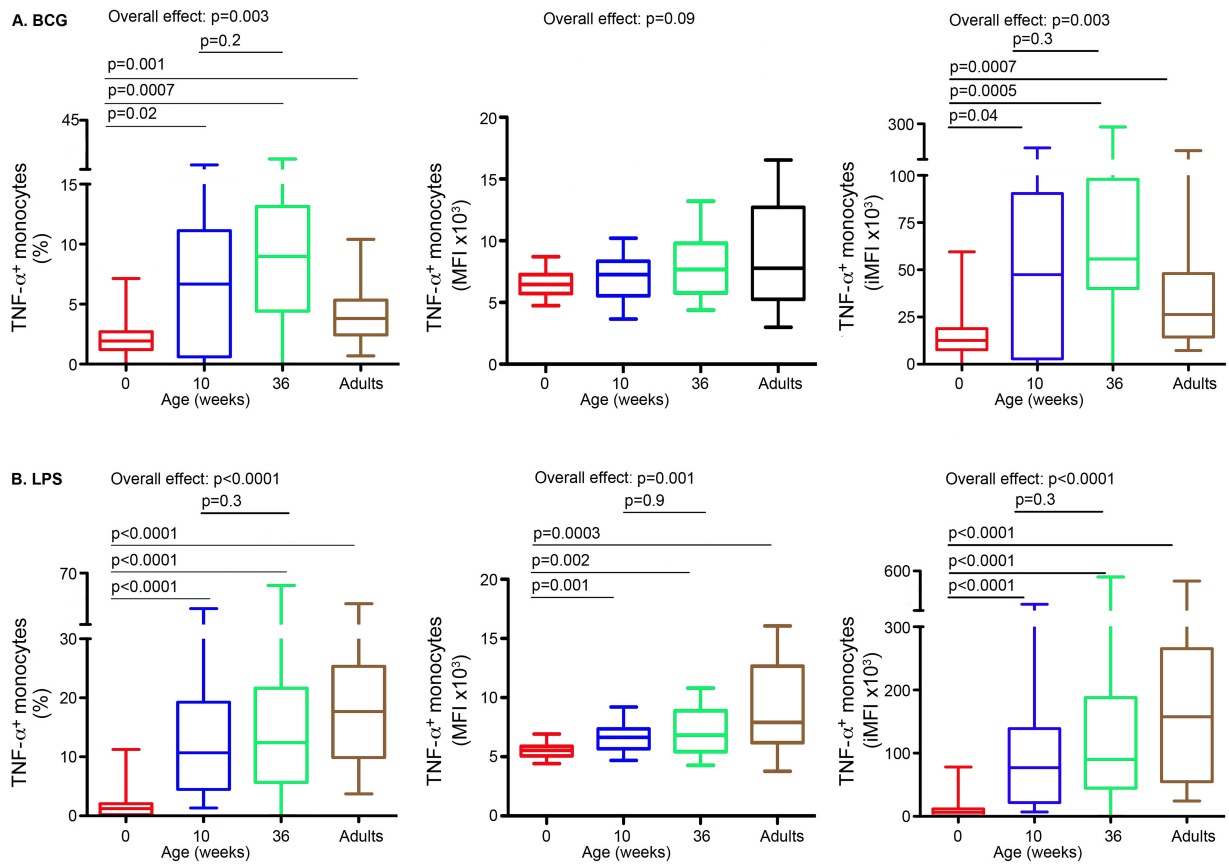 A. BCG
Overall effect: p=0.003
p=0.2
p=0.001
p=0.0007
p=0.02
45
15
10
5
0
TNF-α⁺ monocytes
(%)
0 10 36 Adults
Age (weeks)
Overall effect: p=0.09
20
15
10
5
0
TNF-α⁺ monocytes
(MFI x10³)
0 10 36 Adults
Age (weeks)
Overall effect: p=0.003
p=0.3
p=0.0007
p=0.0005
p=0.04
300
100
75
50
25
0
TNF-α⁺ monocytes
(iMFI x10³)
0 10 36 Adults
Age (weeks)
B. LPS
Overall effect: p<0.0001
p=0.3
p<0.0001
p<0.0001
p<0.0001
70
30
20
10
0
TNF-α⁺ monocytes
(%)
0 10 36 Adults
Age (weeks)
Overall effect: p=0.001
p=0.9
p=0.0003
p=0.002
p=0.001
20
15
10
5
0
TNF-α⁺ monocytes
(MFI x10³)
0 10 36 Adults
Age (weeks)
Overall effect: p<0.0001
p=0.3
p<0.0001
p<0.0001
p<0.0001
600
300
200
100
0
TNF-α⁺ monocytes
(iMFI x10³)
0 10 36 Adults
Age (weeks)